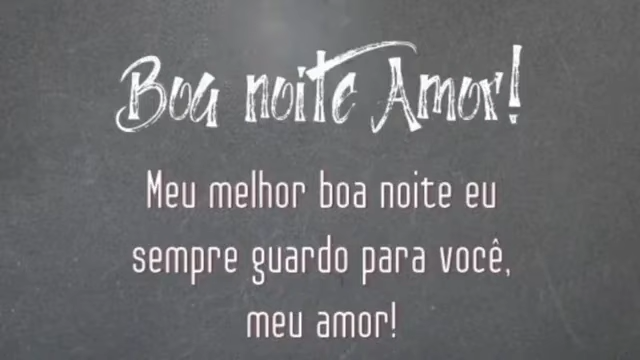 Boa noite Amor!
Meu melhor boa noite eu
sempre guardo para você,
meu amor!